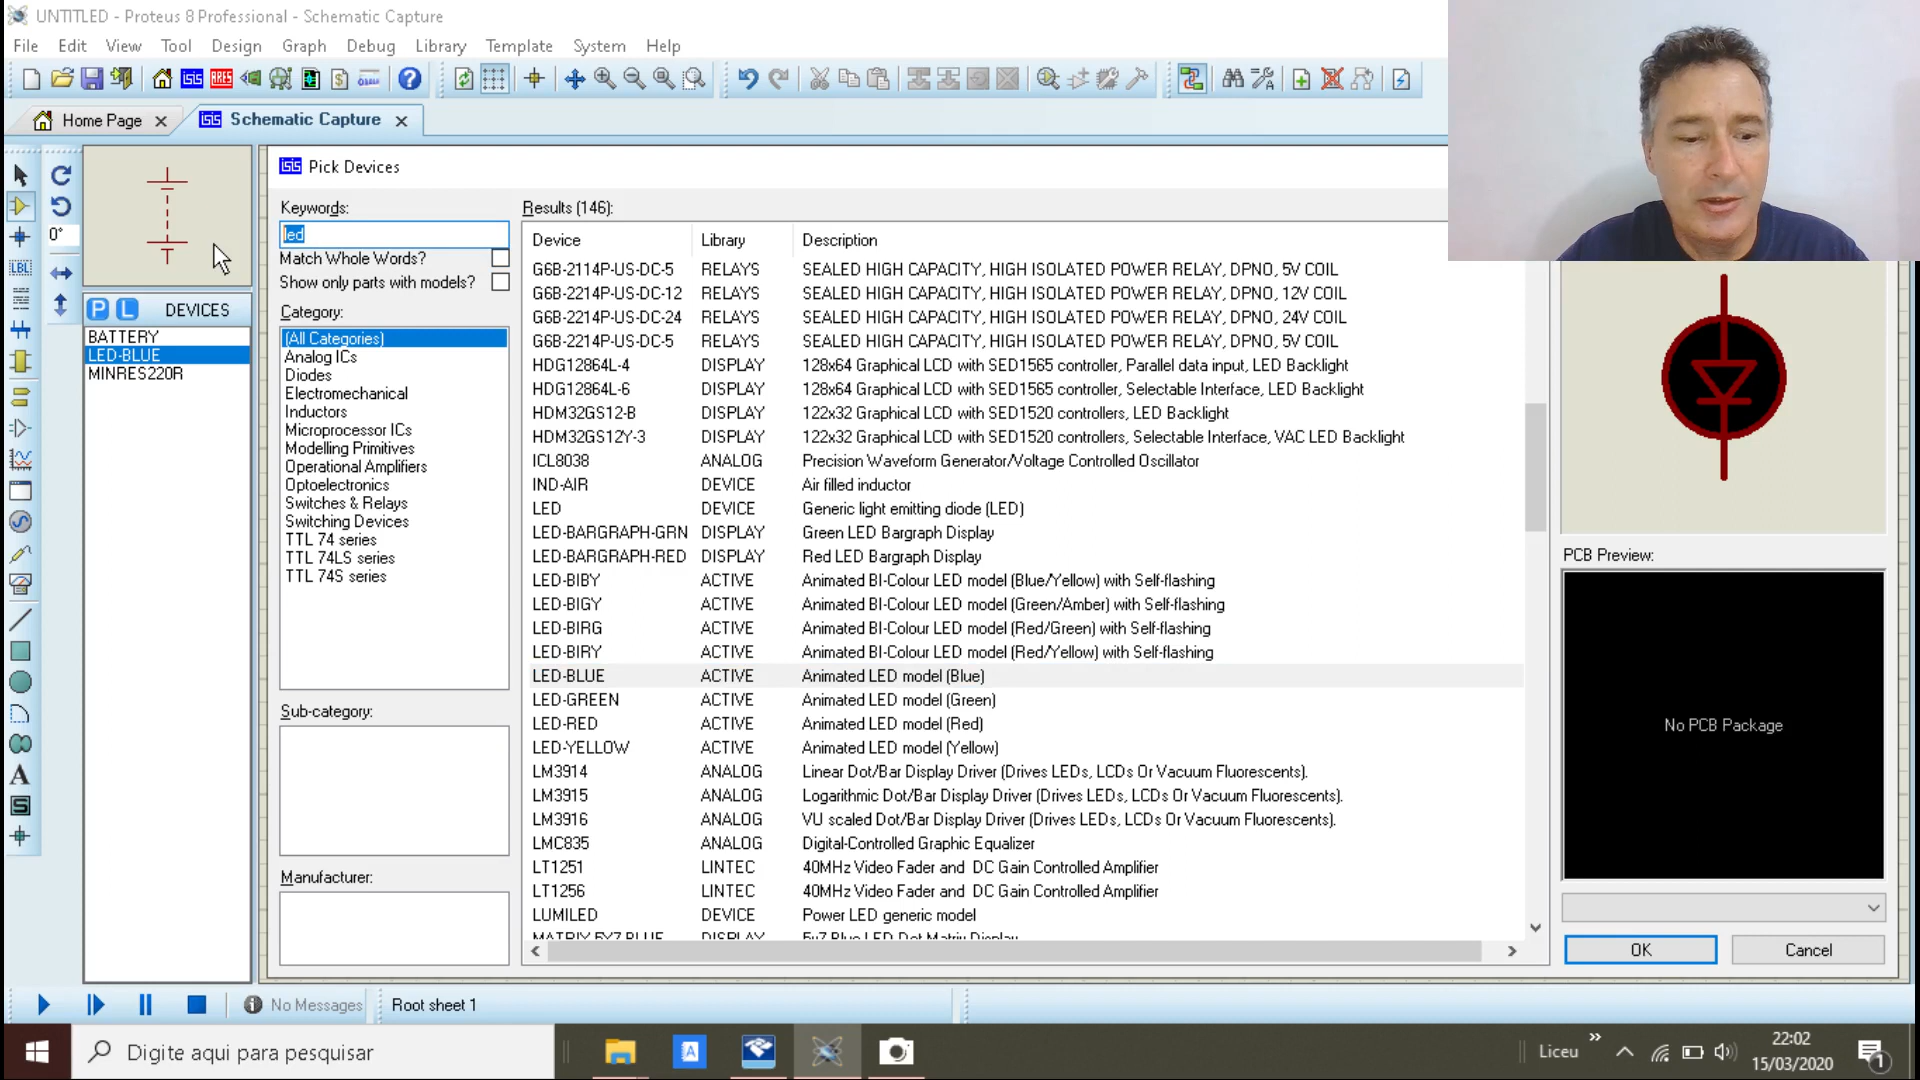 UNTITLED - Proteus 8 Professional - Schematic Capture
File Edit View Tool Design Graph Debug Library Template System Help
Home Page
Schematic Capture
0°
LBL
P L DEVICES
BATTERY
LED-BLUE
MINRES220R
Pick Devices
Keywords:
led
Match Whole Words?
Show only parts with models?
Category:
(All Categories)
Analog ICs
Diodes
Electromechanical
Inductors
Microprocessor ICs
Modelling Primitives
Operational Amplifiers
Optoelectronics
Switches & Relays
Switching Devices
TTL 74 series
TTL 74LS series
TTL 74S series
Sub-category:
Manufacturer:
Results (146):
Device Library Description
G6B-2114P-US-DC-5 RELAYS SEALED HIGH CAPACITY, HIGH ISOLATED POWER RELAY, DPNO, 5V COIL
G6B-2214P-US-DC-12 RELAYS SEALED HIGH CAPACITY, HIGH ISOLATED POWER RELAY, DPNO, 12V COIL
G6B-2214P-US-DC-24 RELAYS SEALED HIGH CAPACITY, HIGH ISOLATED POWER RELAY, DPNO, 24V COIL
G6B-2214P-US-DC-5 RELAYS SEALED HIGH CAPACITY, HIGH ISOLATED POWER RELAY, DPNO, 5V COIL
HDG12864L-4 DISPLAY 128x64 Graphical LCD with SED1565 controller, Parallel data input, LED Backlight
HDG12864L-6 DISPLAY 128x64 Graphical LCD with SED1565 controller, Selectable Interface, LED Backlight
HDM32GS12-B DISPLAY 122x32 Graphical LCD with SED1520 controllers, LED Backlight
HDM32GS12Y-3 DISPLAY 122x32 Graphical LCD with SED1520 controllers, Selectable Interface, VAC LED Backlight
ICL8038 ANALOG Precision Waveform Generator/Voltage Controlled Oscillator
IND-AIR DEVICE Air filled inductor
LED DEVICE Generic light emitting diode (LED)
LED-BARGRAPH-GRN DISPLAY Green LED Bargraph Display
LED-BARGRAPH-RED DISPLAY Red LED Bargraph Display
LED-BIBY ACTIVE Animated BI-Colour LED model (Blue/Yellow) with Self-flashing
LED-BIGY ACTIVE Animated BI-Colour LED model (Green/Amber) with Self-flashing
LED-BIRG ACTIVE Animated BI-Colour LED model (Red/Green) with Self-flashing
LED-BIRY ACTIVE Animated BI-Colour LED model (Red/Yellow) with Self-flashing
LED-BLUE ACTIVE Animated LED model (Blue)
LED-GREEN ACTIVE Animated LED model (Green)
LED-RED ACTIVE Animated LED model (Red)
LED-YELLOW ACTIVE Animated LED model (Yellow)
LM3914 ANALOG Linear Dot/Bar Display Driver (Drives LEDs, LCDs Or Vacuum Fluorescents).
LM3915 ANALOG Logarithmic Dot/Bar Display Driver (Drives LEDs, LCDs Or Vacuum Fluorescents).
LM3916 ANALOG VU scaled Dot/Bar Display Driver (Drives LEDs, LCDs Or Vacuum Fluorescents).
LMC835 ANALOG Digital-Controlled Graphic Equalizer
LT1251 LINTEC 40MHz Video Fader and DC Gain Controlled Amplifier
LT1256 LINTEC 40MHz Video Fader and DC Gain Controlled Amplifier
LUMILED DEVICE Power LED generic model
MATRIX-5X7-BLUE DISPLAY 5x7 Blue LED Dot Matrix Display
PCB Preview:
No PCB Package
OK Cancel
No Messages
Root sheet 1
Digite aqui para pesquisar
Liceu
22:02
15/03/2020
1